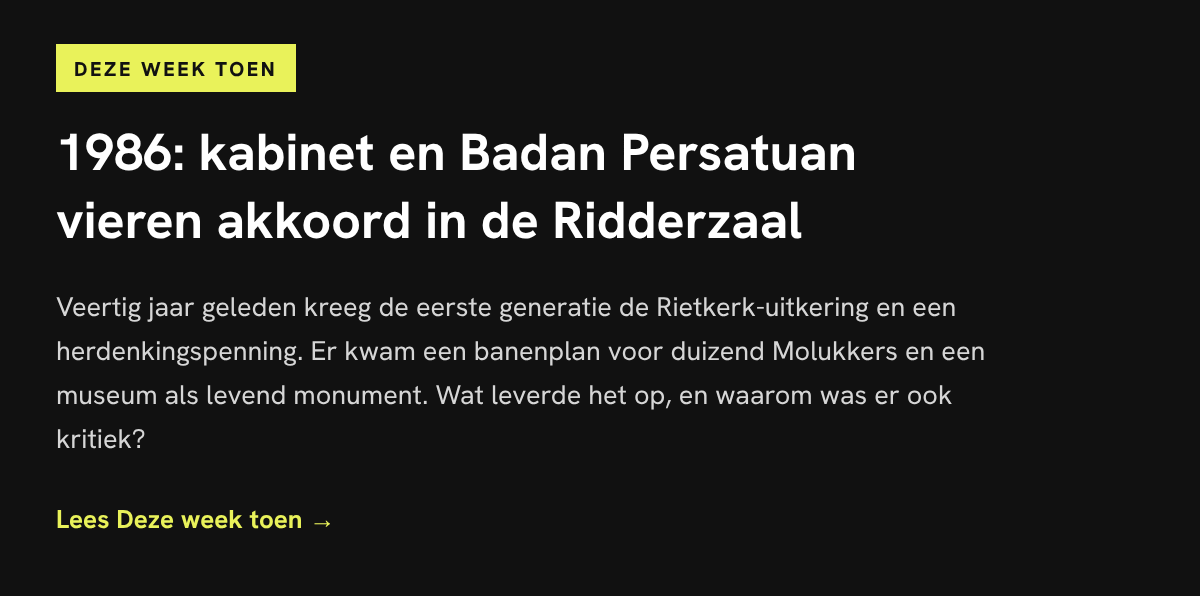 DEZE WEEK TOEN
1986: kabinet en Badan Persatuan
vieren akkoord in de Ridderzaal
Veertig jaar geleden kreeg de eerste generatie de Rietkerk-uitkering en een
herdenkingspenning. Er kwam een banenplan voor duizend Molukkers en een
museum als levend monument. Wat leverde het op, en waarom was er ook
kritiek?
Lees Deze week toen →